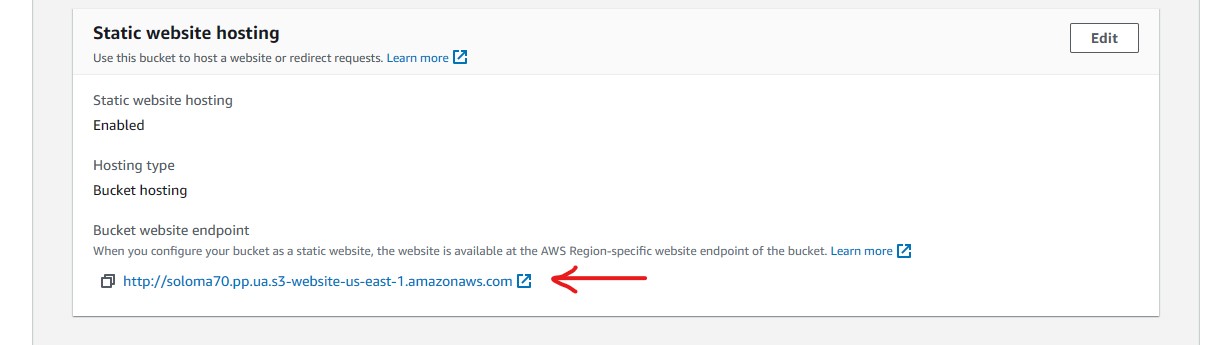 Static website hosting
Edit
Use this bucket to host a website or redirect requests. Learn more
Static website hosting
Enabled
Hosting type
Bucket hosting
Bucket website endpoint
When you configure your bucket as a static website, the website is available at the AWS Region-specific website endpoint of the bucket. Learn more
http://soloma70.pp.ua.s3-website-us-east-1.amazonaws.com